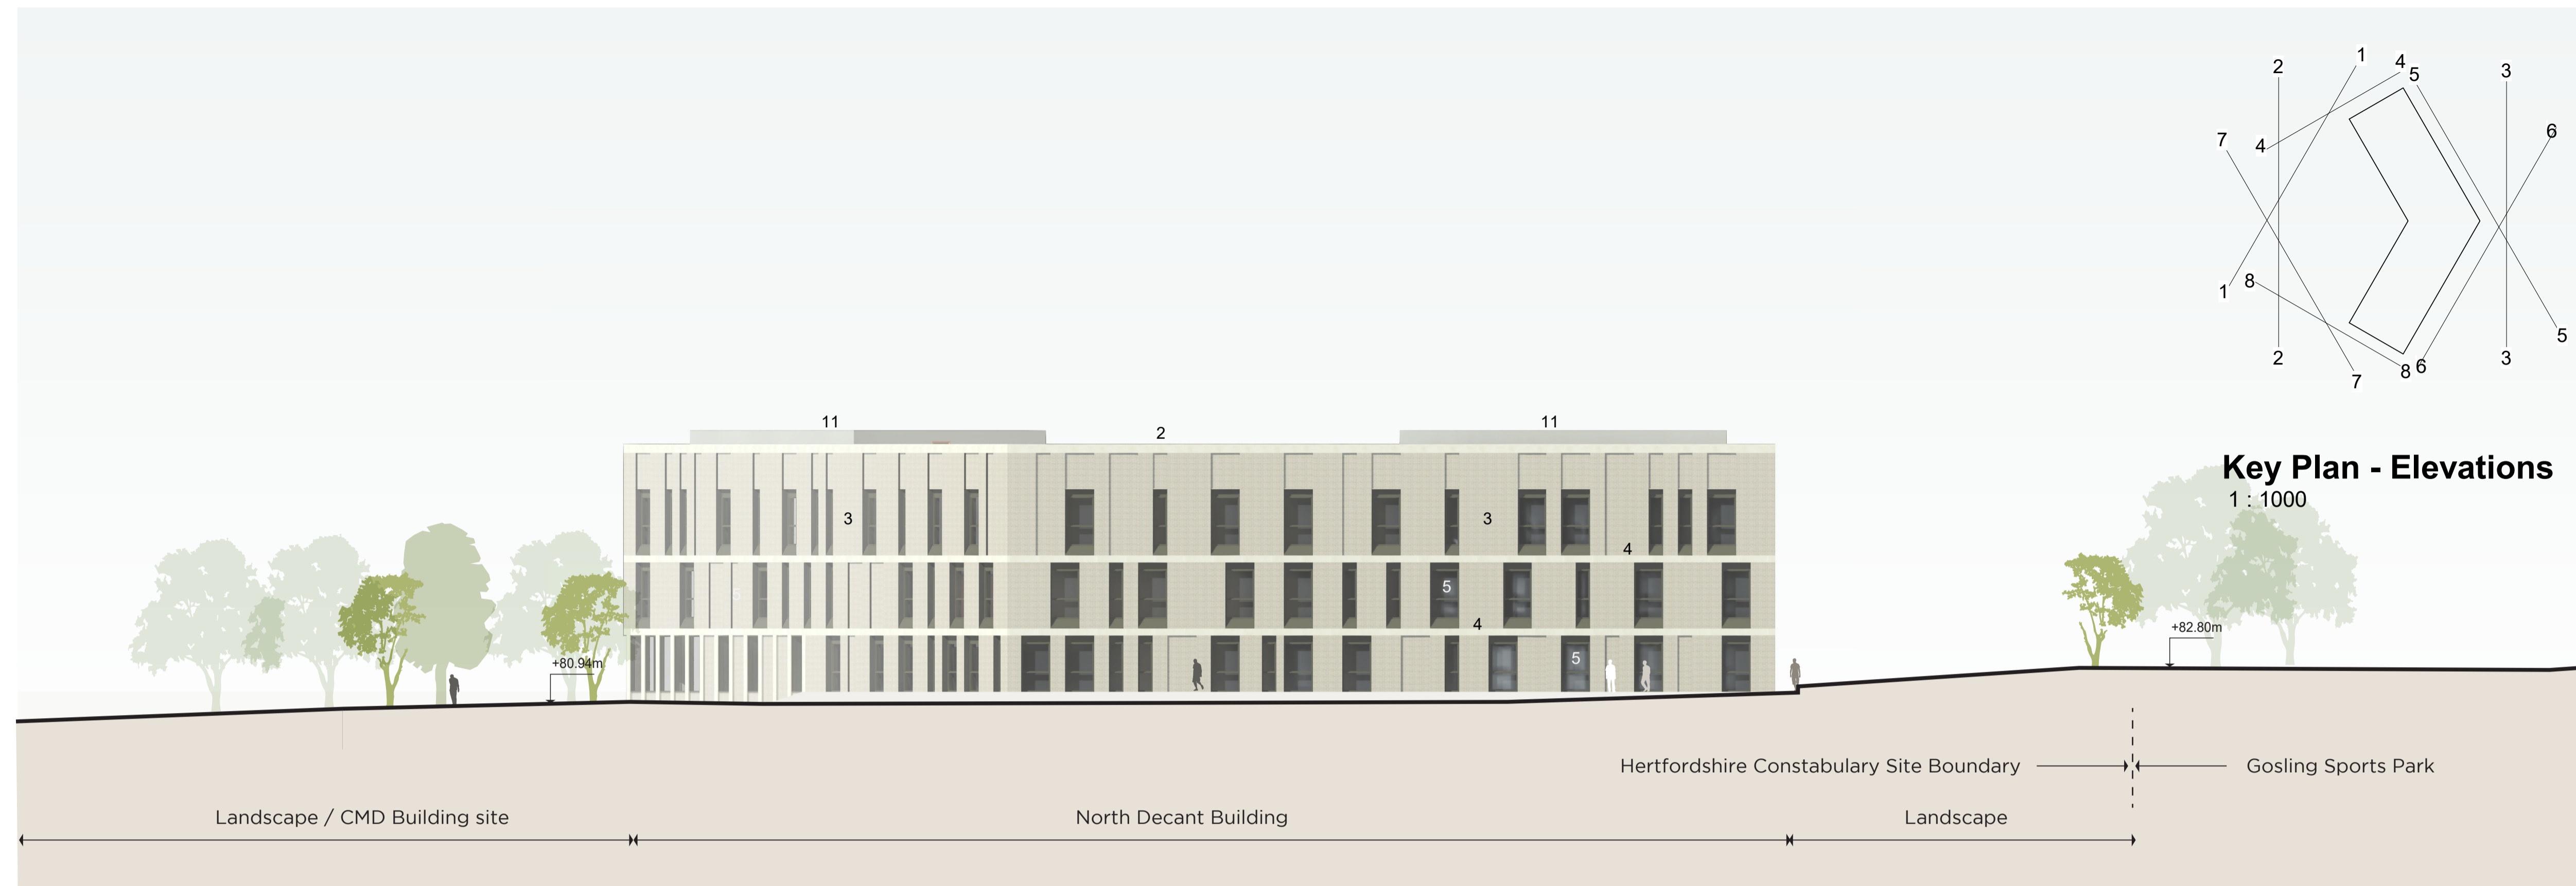 1
4
5
3
2
6
7
4
8
1
5
2
3
7
8
6
Key Plan - Elevations
1 : 1000
11
2
11
3
3
4
5
4
5
+80.94m
+82.80m
Hertfordshire Constabulary Site Boundary
Gosling Sports Park
Landscape / CMD Building site
North Decant Building
Landscape